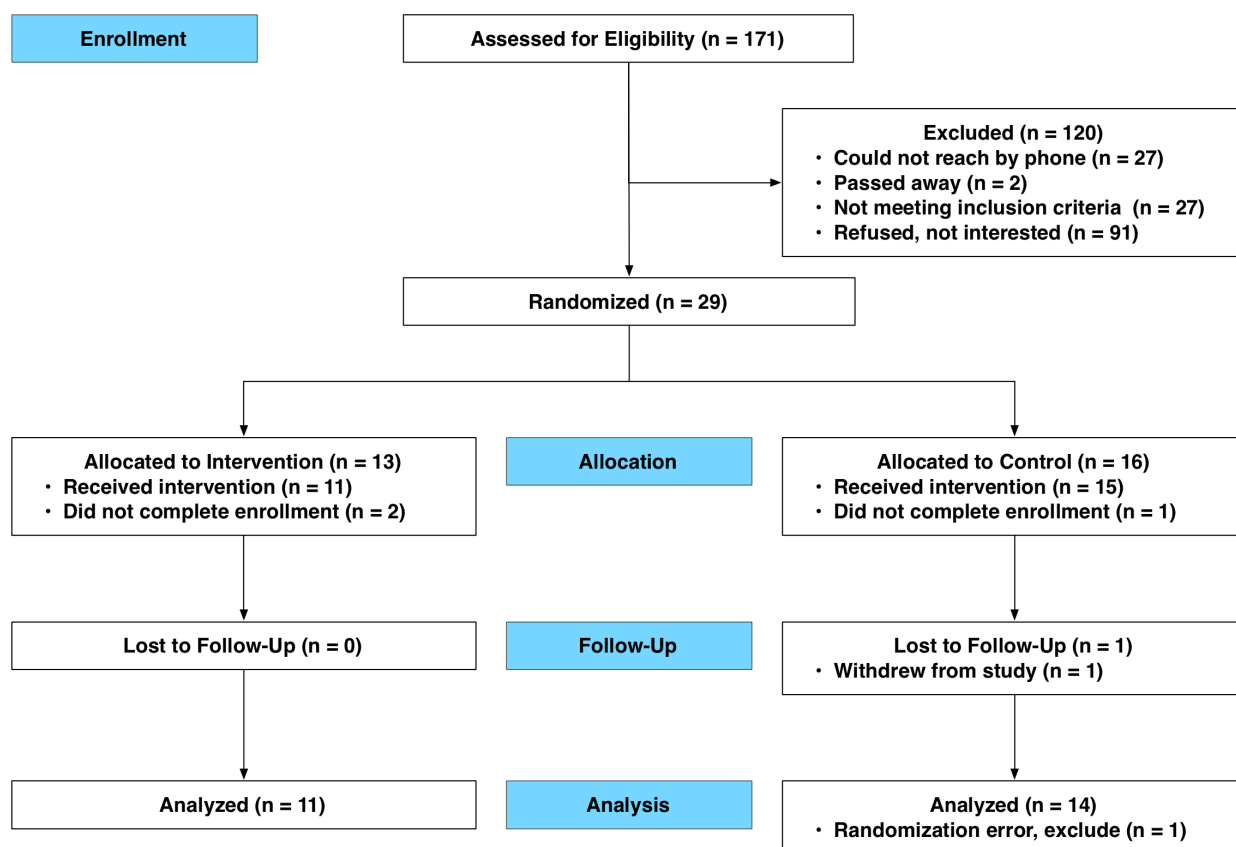 Enrollment
Assessed for Eligibility (n = 171)
Excluded (n = 120)
・ Could not reach by phone (n = 27)
・ Passed away (n = 2)
・ Not meeting inclusion criteria (n = 27)
・ Refused, not interested (n = 91)
Randomized (n = 29)
Allocated to Intervention (n = 13)
・ Received intervention (n = 11)
・ Did not complete enrollment (n = 2)
Allocation
Allocated to Control (n = 16)
・ Received intervention (n = 15)
・ Did not complete enrollment (n = 1)
Lost to Follow-Up (n = 0)
Follow-Up
Lost to Follow-Up (n = 1)
・ Withdrew from study (n = 1)
Analyzed (n = 11)
Analysis
Analyzed (n = 14)
・ Randomization error, exclude (n = 1)